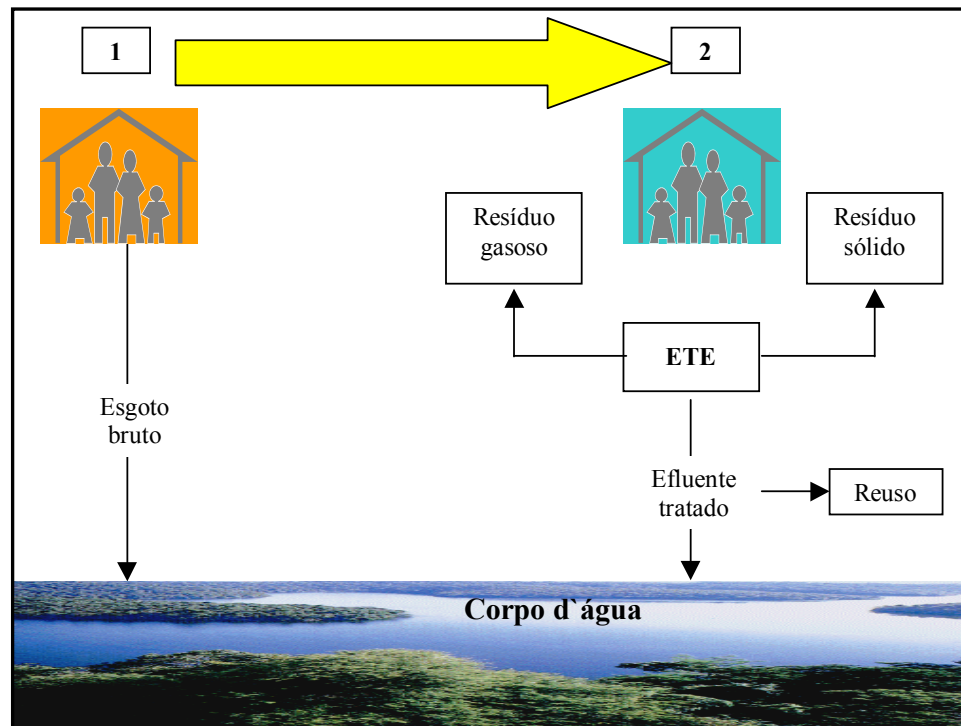 1
2
Resíduo
gasoso
Resíduo
sólido
ETE
Esgoto
bruto
Efluente
tratado
Reuso
Corpo d`água